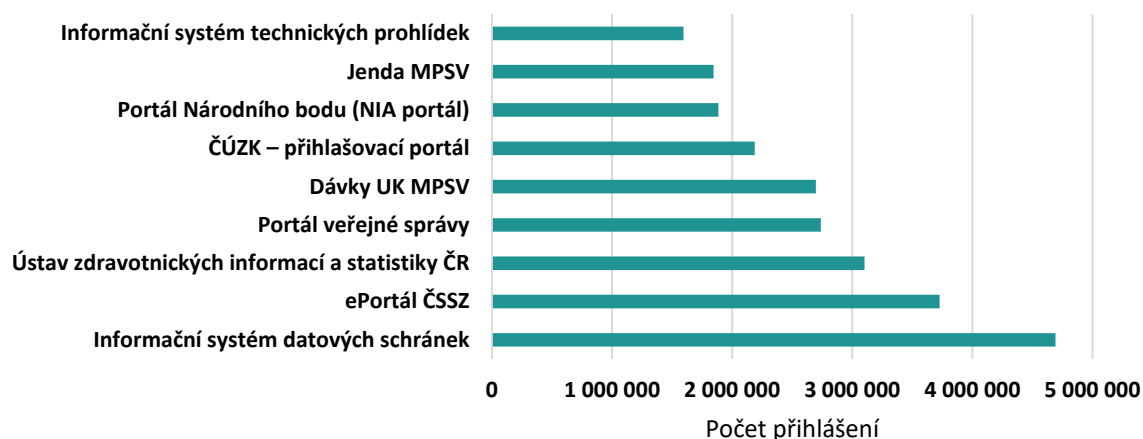 Informační systém technických prohlídek
Jenda MPSV
Portál Národního bodu (NIA portál)
ČÚZK – přihlašovací portál
Dávky UK MPSV
Portál veřejné správy
Ústav zdravotnických informací a statistiky ČR
ePortál ČSSZ
Informační systém datových schránek
0 1 000 000 2 000 000 3 000 000 4 000 000 5 000 000
Počet přihlášení